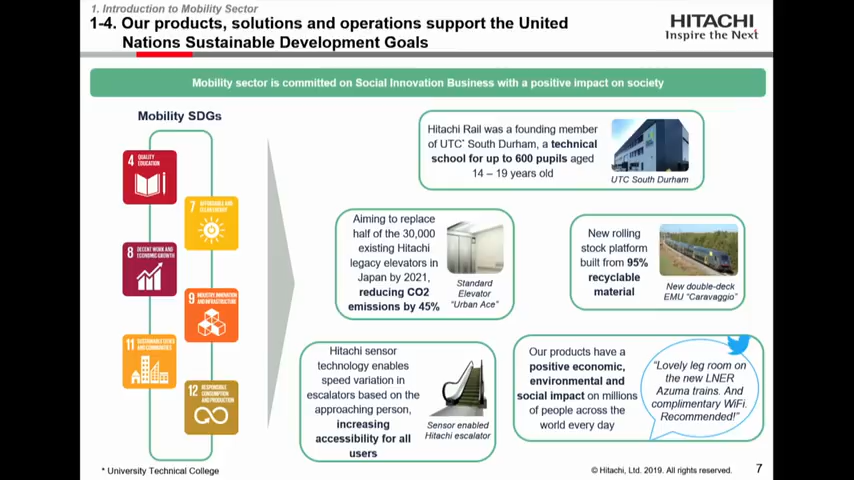 1. Introduction to Mobility Sector
1-4. Our products, solutions and operations support the United
Nations Sustainable Development Goals
HITACHI
Inspire the Next
Mobility sector is committed on Social Innovation Business with a positive impact on society
Mobility SDGs
4 QUALITY
EDUCATION
7 AFFORDABLE AND
CLEAN ENERGY
8 DECENT WORK AND
ECONOMIC GROWTH
9 INDUSTRY, INNOVATION
AND INFRASTRUCTURE
11 SUSTAINABLE CITIES
AND COMMUNITIES
12 RESPONSIBLE
CONSUMPTION
AND PRODUCTION
Hitachi Rail was a founding member
of UTC* South Durham, a technical
school for up to 600 pupils aged
14 – 19 years old
UTC South Durham
Aiming to replace
half of the 30,000
existing Hitachi
legacy elevators in
Japan by 2021,
reducing CO2
emissions by 45%
Standard
Elevator
“Urban Ace”
New rolling
stock platform
built from 95%
recyclable
material
New double-deck
EMU “Caravaggio”
Hitachi sensor
technology enables
speed variation in
escalators based on the
approaching person,
increasing
accessibility for all
users
Sensor enabled
Hitachi escalator
Our products have a
positive economic,
environmental and
social impact on millions
of people across the
world every day
“Lovely leg room on
the new LNER
Azuma trains. And
complimentary WiFi.
Recommended!”
* University Technical College
© Hitachi, Ltd. 2019. All rights reserved.
7